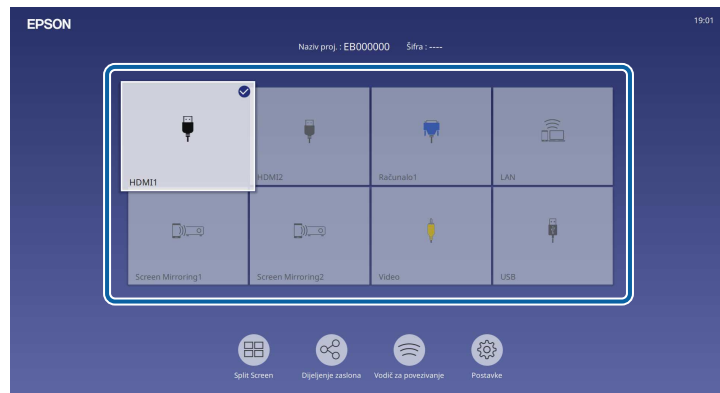 EPSON
19:01
Naziv proj. : EB000000 Šifra : ----
HDMI1
HDMI2
Računalo1
LAN
Screen Mirroring1
Screen Mirroring2
Video
USB
Split Screen
Dijeljenje zaslona
Vodič za povezivanje
Postavke